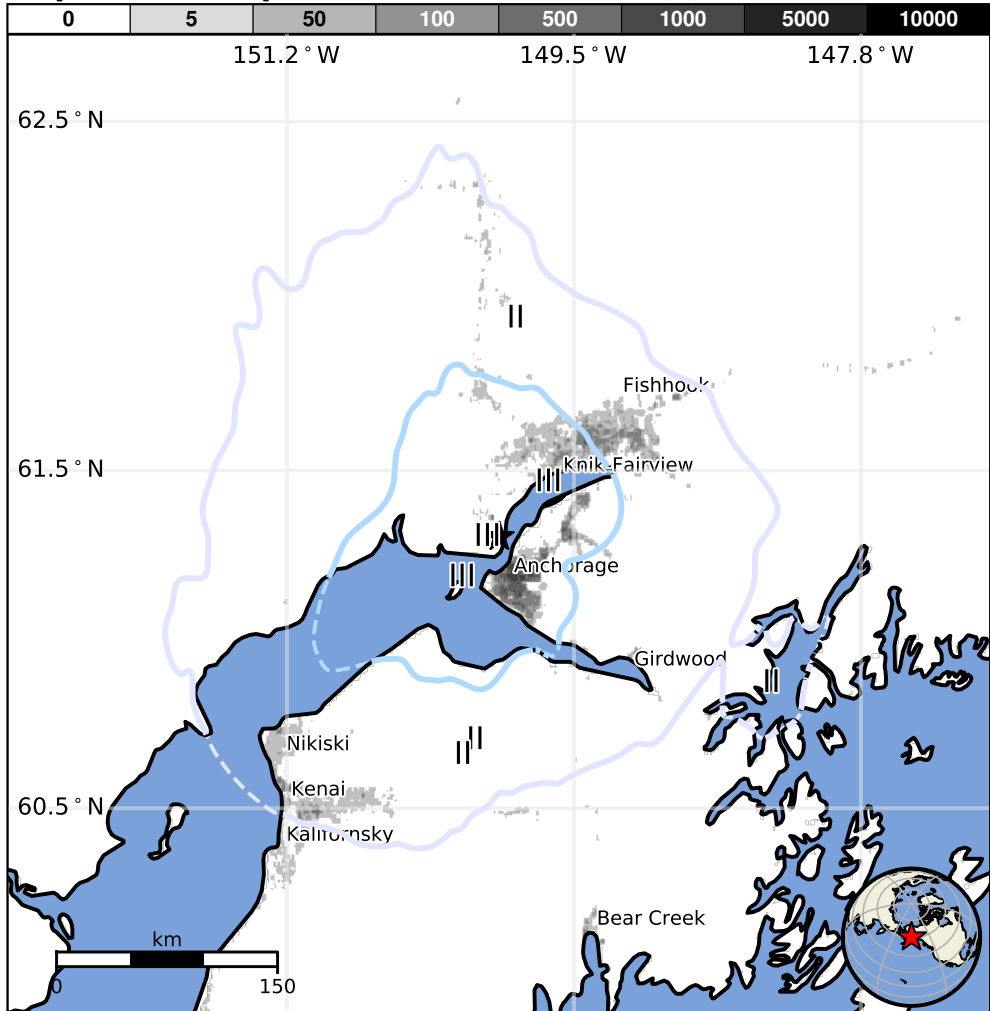 0 5 50 100 500 1000 5000 10000
151.2°W 149.5°W 147.8°W
62.5°N
II
Fishhook
61.5°N
Knik-Fairview
III
III
III
Anchorage
Girdwood
II
II
II
Nikiski
Kenai
60.5°N
Kalifornsky
Bear Creek
km
0 150